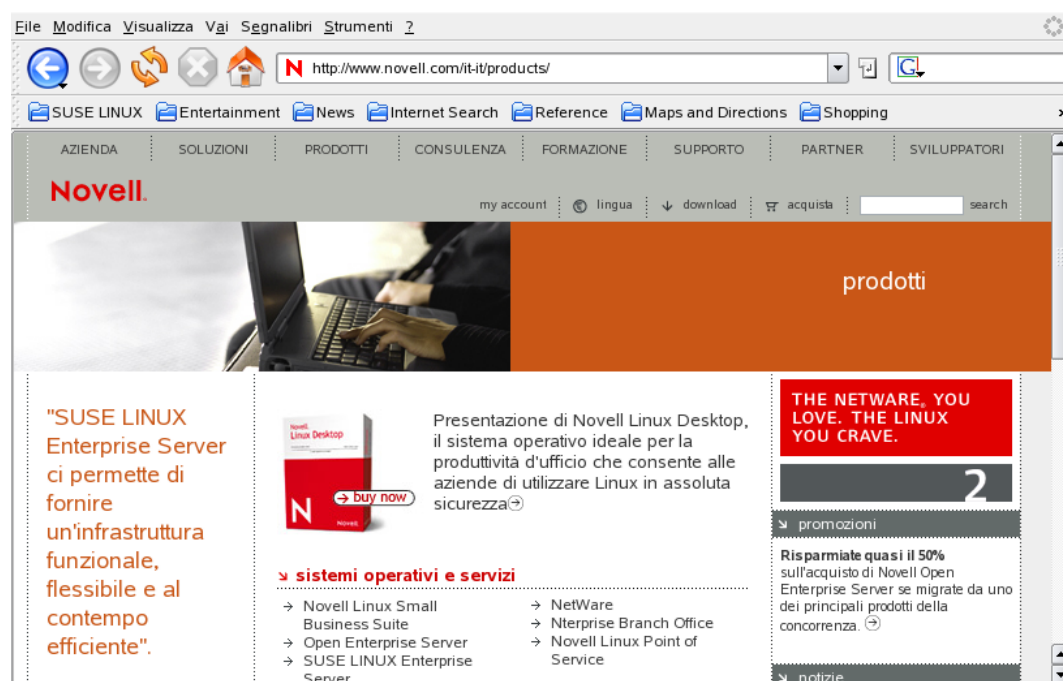 File Modifica Visualizza Vai Segnalibri Strumenti ?
N http://www.novell.com/it-it/products/ G
SUSE LINUX Entertainment News Internet Search Reference Maps and Directions Shopping
AZIENDA SOLUZIONI PRODOTTI CONSULENZA FORMAZIONE SUPPORTO PARTNER SVILUPPATORI
Novell.
my account lingua download acquista search
prodotti
"SUSE LINUX
Enterprise Server
ci permette di
fornire
un'infrastruttura
funzionale,
flessibile e al
contempo
efficiente".
Novell.
Linux Desktop
buy now
N
Novell.
Presentazione di Novell Linux Desktop,
il sistema operativo ideale per la
produttività d'ufficio che consente alle
aziende di utilizzare Linux in assoluta
sicurezza
sistemi operativi e servizi
Novell Linux Small
Business Suite
Open Enterprise Server
SUSE LINUX Enterprise
Server
NetWare
Nterprise Branch Office
Novell Linux Point of
Service
THE NETWARE® YOU
LOVE. THE LINUX
YOU CRAVE.
2
promozioni
Risparmiate quasi il 50%
sull'acquisto di Novell Open
Enterprise Server se migrate da uno
dei principali prodotti della
concorrenza.
notizie